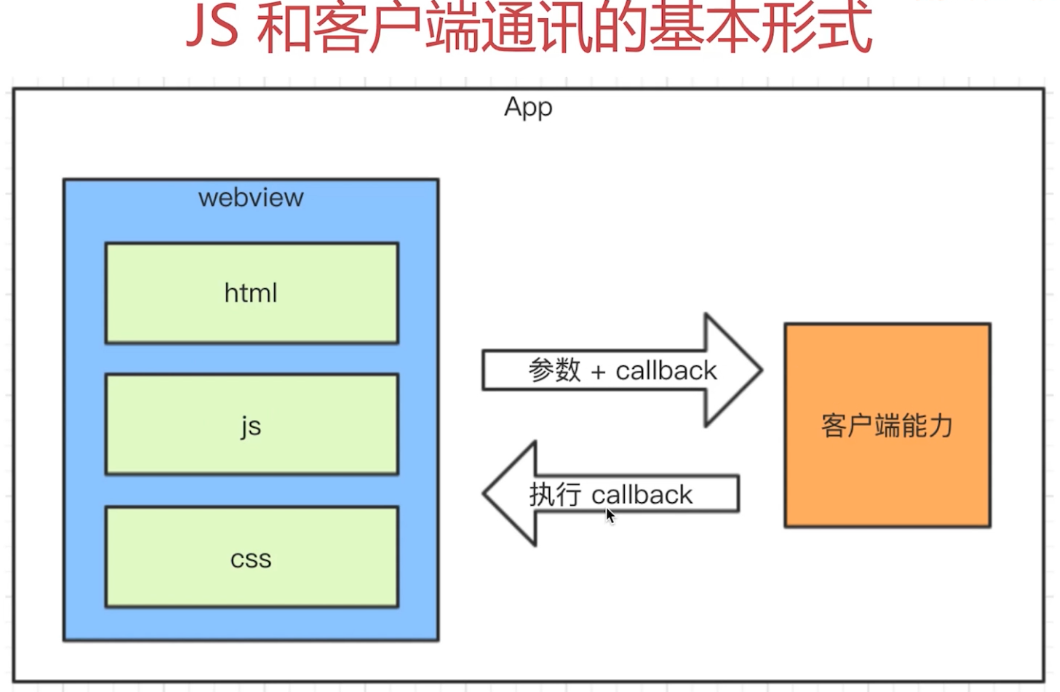 JS 和客户端通讯的基本形式
App
webview
html
js
css
参数 + callback
执行 callback
客户端能力